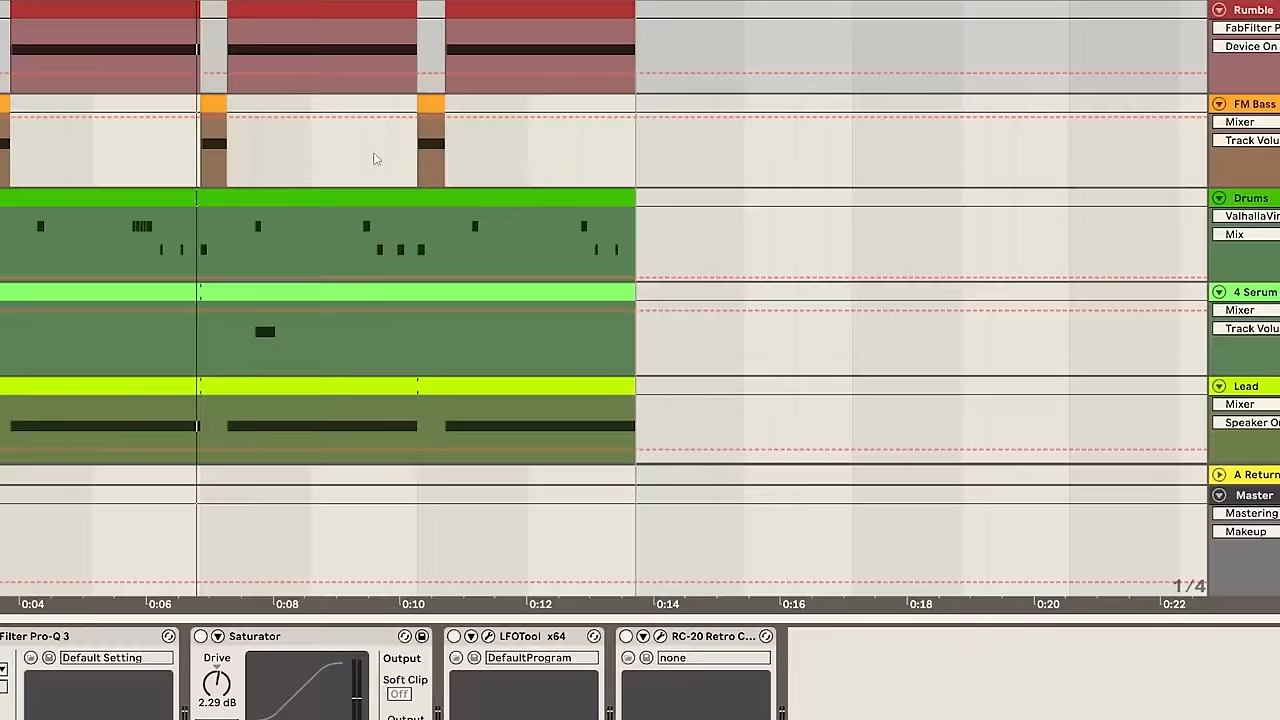 Rumble
FabFilter P
Device On
FM Bass
Mixer
Track Volu
Drums
ValhallaVin
Mix
4 Serum
Mixer
Track Volu
Lead
Mixer
Speaker On
A Return
Master
Mastering
Makeup
1/4
0:04 0:06 0:08 0:10 0:12 0:14 0:16 0:18 0:20 0:22
Filter Pro-Q 3 Saturator LFOTool x64 RC-20 Retro C...
Default Setting Drive Output DefaultProgram none
Soft Clip
2.29 dB Off
Output